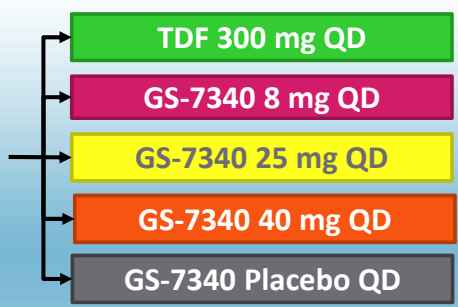 TDF 300 mg QD
GS-7340 8 mg QD
GS-7340 25 mg QD
GS-7340 40 mg QD
GS-7340 Placebo QD